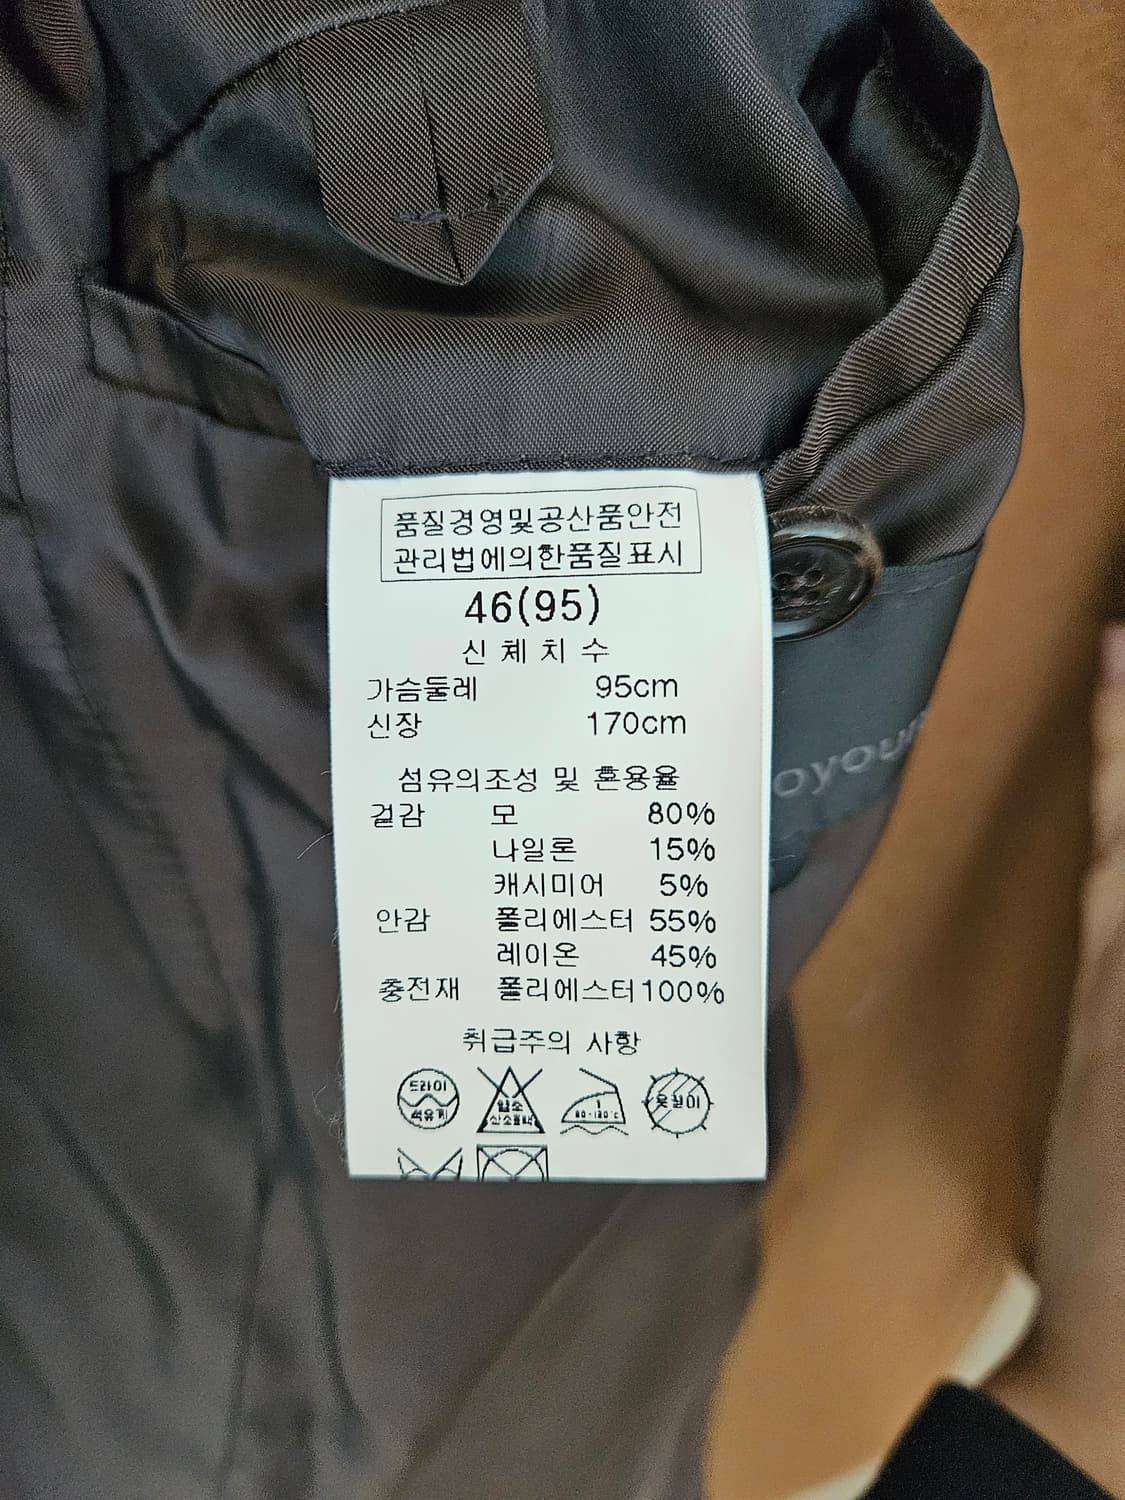 품질경영및공산품안전
관리법에의한품질표시
46(95)
신체치수
가슴둘레 95cm
신장 170cm
섬유의조성 및 혼용율
겉감 모 80%
나일론 15%
캐시미어 5%
안감 폴리에스터 55%
레이온 45%
충전재 폴리에스터 100%
취급주의 사항
드라이
석유계
염소
산소표백
1
80-120℃
옷걸이